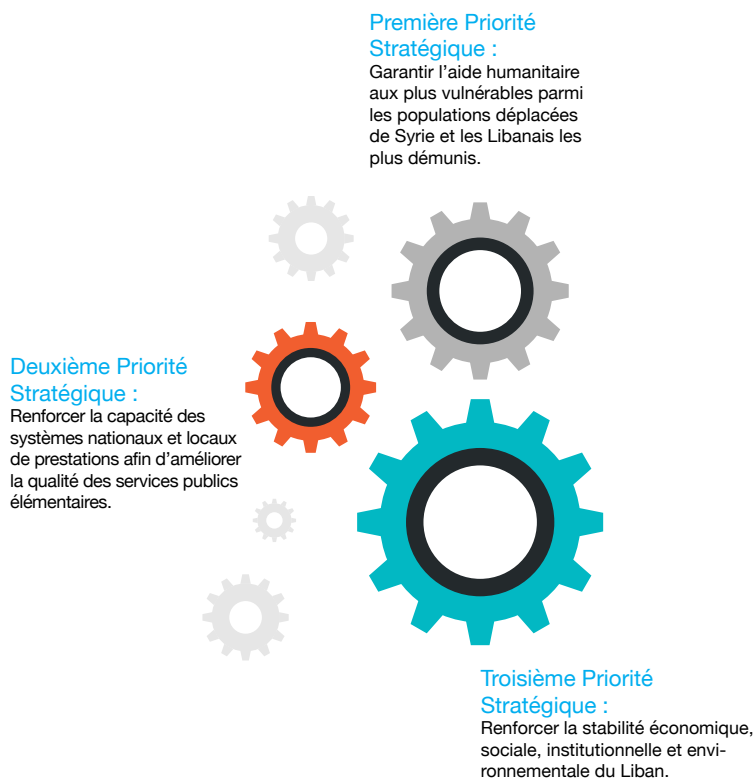 Première Priorité
Stratégique :
Garantir l'aide humanitaire
aux plus vulnérables parmi
les populations déplacées
de Syrie et les Libanais les
plus démunis.
Deuxième Priorité
Stratégique :
Renforcer la capacité des
systèmes nationaux et locaux
de prestations afin d'améliorer
la qualité des services publics
élémentaires.
Troisième Priorité
Stratégique :
Renforcer la stabilité économique,
sociale, institutionnelle et envi-
ronnementale du Liban.